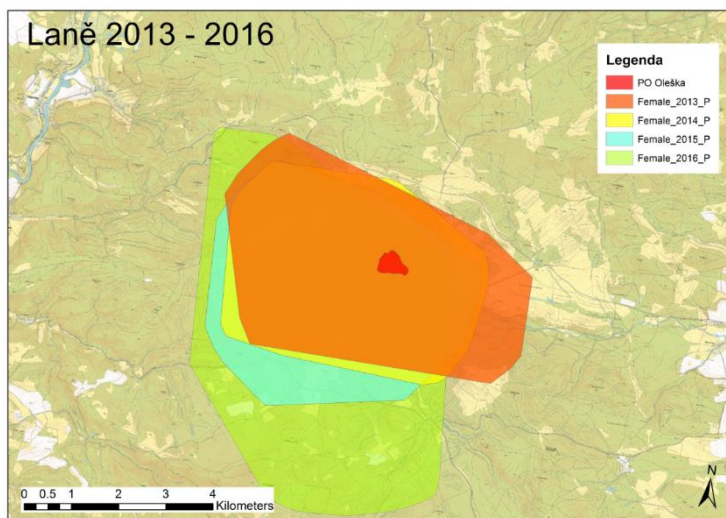 Laně 2013 - 2016
Legenda
PO Oleška
Female_2013_P
Female_2014_P
Female_2015_P
Female_2016_P
0 0.5 1 2 3 4
Kilometers
N